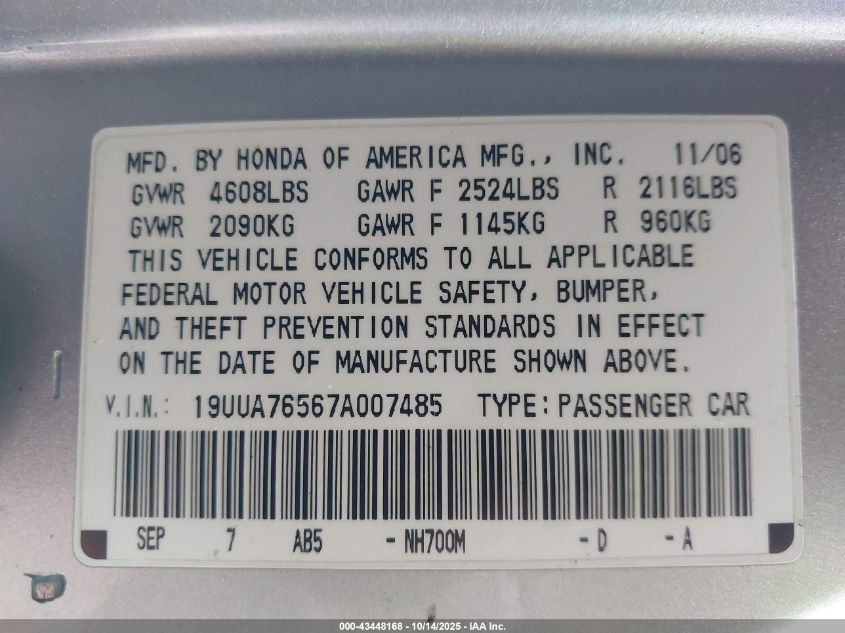 MFD. BY HONDA OF AMERICA MFG., INC. 11/06
GVWR 4608LBS GAWR F 2524LBS R 2116LBS
GVWR 2090KG GAWR F 1145KG R 960KG
THIS VEHICLE CONFORMS TO ALL APPLICABLE
FEDERAL MOTOR VEHICLE SAFETY, BUMPER,
AND THEFT PREVENTION STANDARDS IN EFFECT
ON THE DATE OF MANUFACTURE SHOWN ABOVE.
V.I.N.: 19UUA76567A007485 TYPE: PASSENGER CAR
SEP 7 AB5 - NH700M - D - A
000-43448168 - 10/14/2025 - IAA Inc.